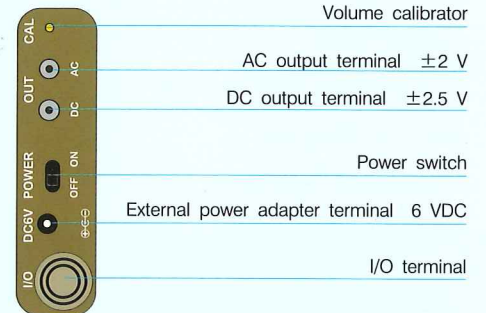 Volume calibrator
AC output terminal ±2 V
DC output terminal ±2.5 V
Power switch
External power adapter terminal 6 VDC
I/O terminal
CAL
OUT
AC
DC
POWER
OFF ON
DC6V
I/O